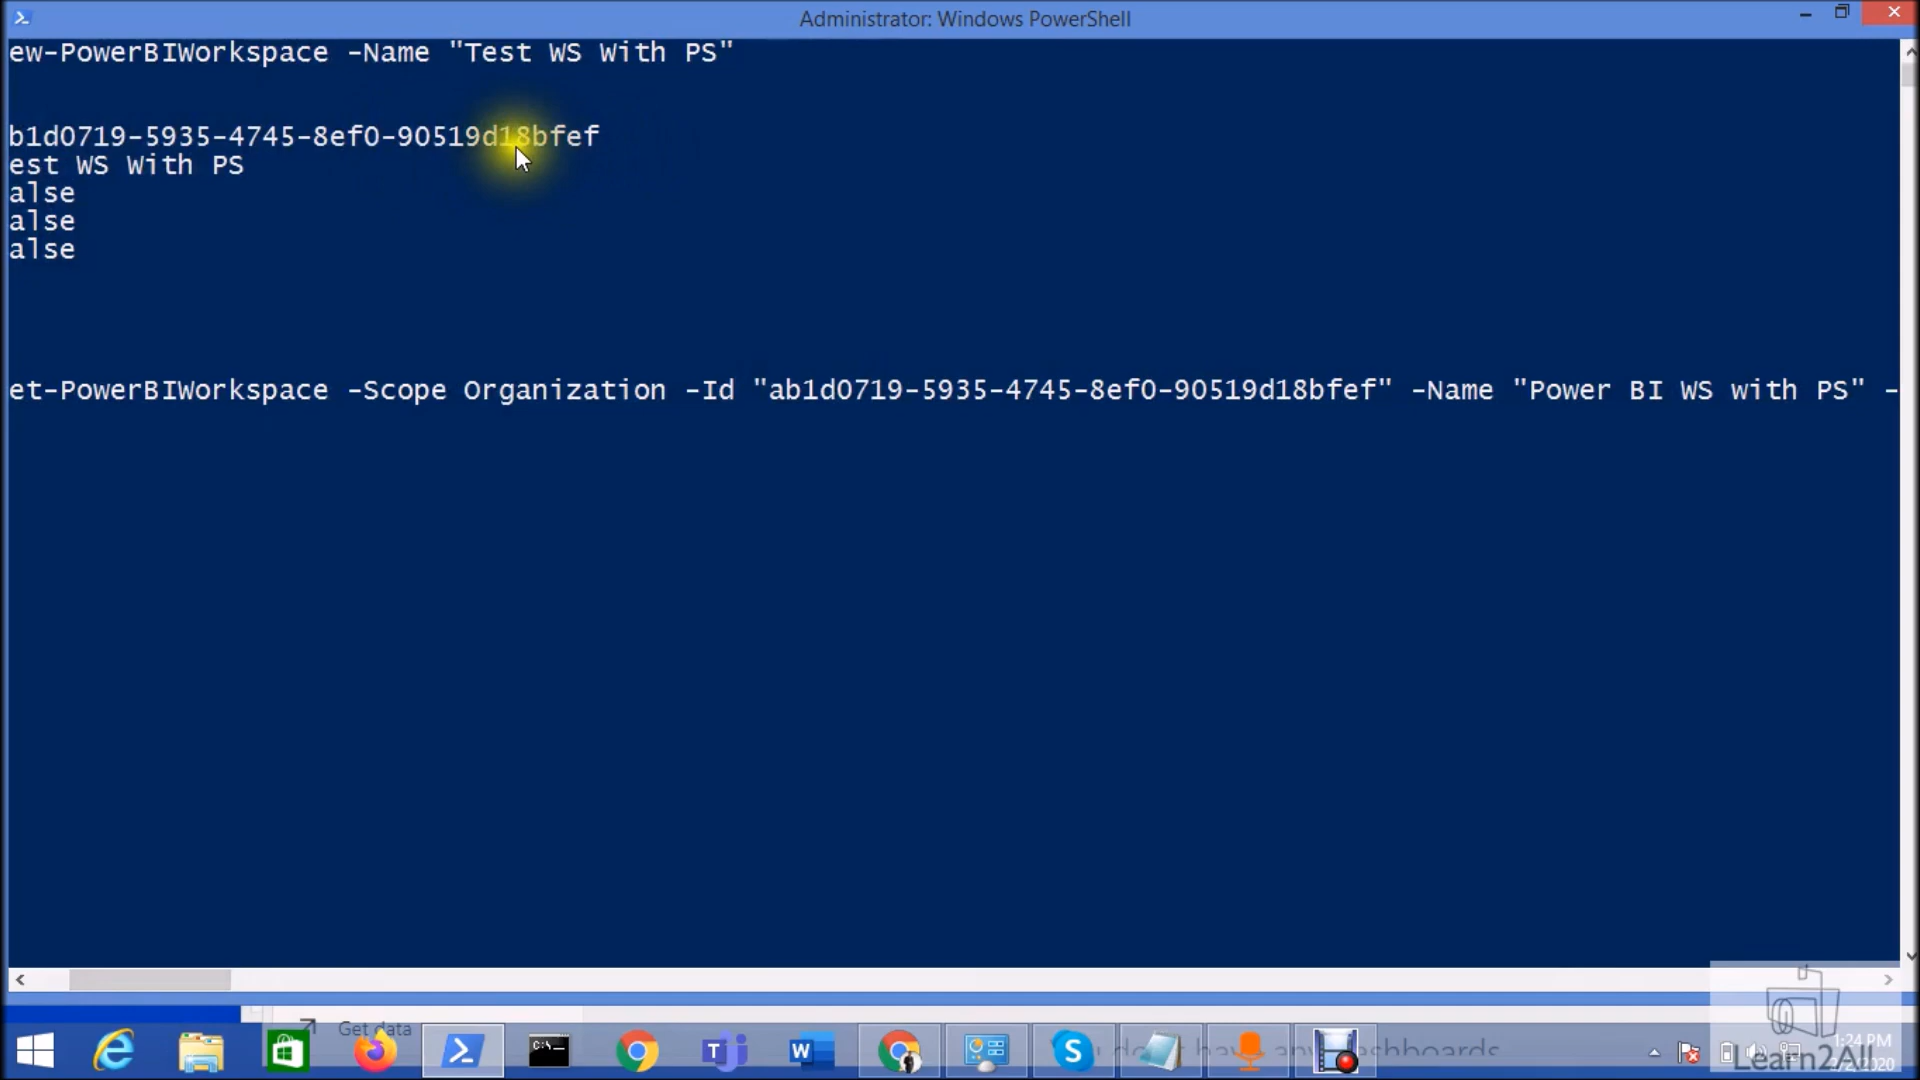 Administrator: Windows PowerShell
ew-PowerBIWorkspace -Name "Test WS With PS"
b1d0719-5935-4745-8ef0-90519d18bfef
est WS With PS
alse
alse
alse
et-PowerBIWorkspace -Scope Organization -Id "ab1d0719-5935-4745-8ef0-90519d18bfef" -Name "Power BI WS with PS" -
Get data
1:24 PM
Learn2All